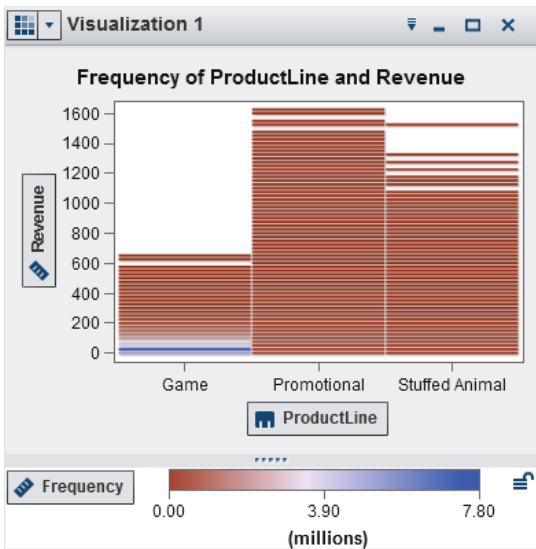 Visualization 1
Frequency of ProductLine and Revenue
1600
1400
1200
1000
800
600
400
200
0
Revenue
Game Promotional Stuffed Animal
ProductLine
Frequency
0.00 3.90 7.80
(millions)